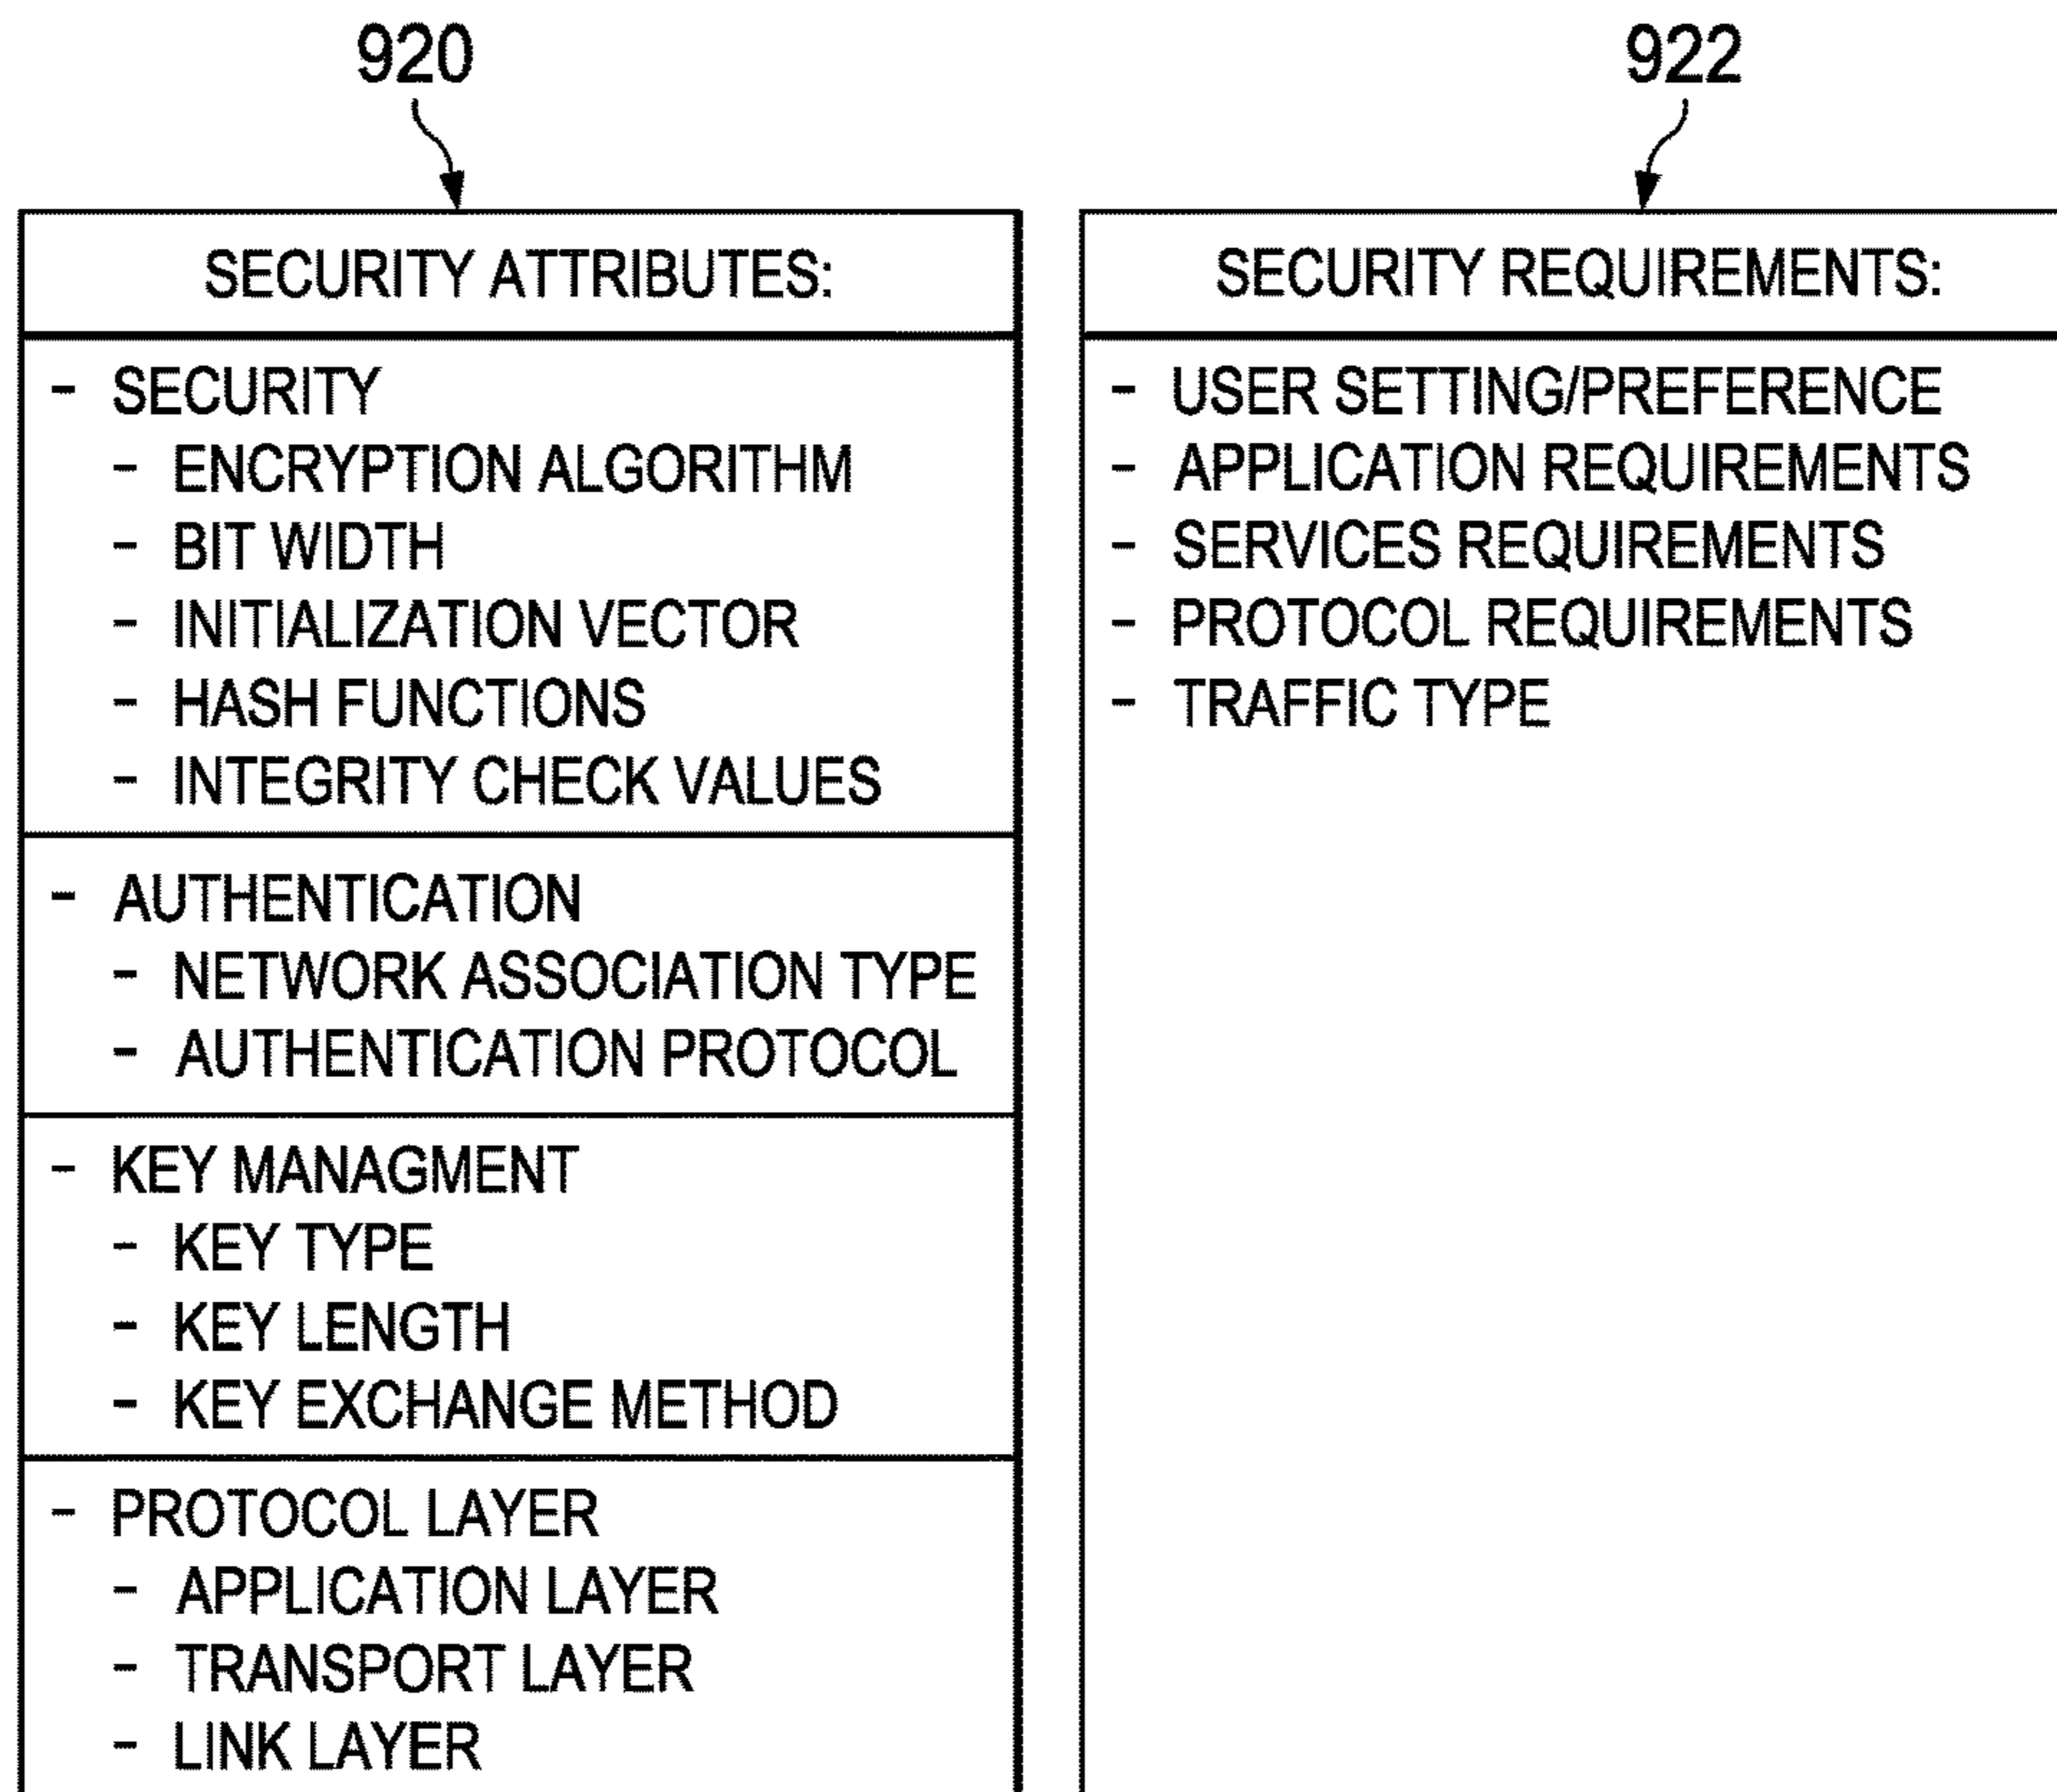 920
SECURITY ATTRIBUTES:
- SECURITY
- ENCRYPTION ALGORITHM
- BIT WIDTH
- INITIALIZATION VECTOR
- HASH FUNCTIONS
- INTEGRITY CHECK VALUES
- AUTHENTICATION
- NETWORK ASSOCIATION TYPE
- AUTHENTICATION PROTOCOL
- KEY MANAGMENT
- KEY TYPE
- KEY LENGTH
- KEY EXCHANGE METHOD
- PROTOCOL LAYER
- APPLICATION LAYER
- TRANSPORT LAYER
- LINK LAYER
922
SECURITY REQUIREMENTS:
- USER SETTING/PREFERENCE
- APPLICATION REQUIREMENTS
- SERVICES REQUIREMENTS
- PROTOCOL REQUIREMENTS
- TRAFFIC TYPE